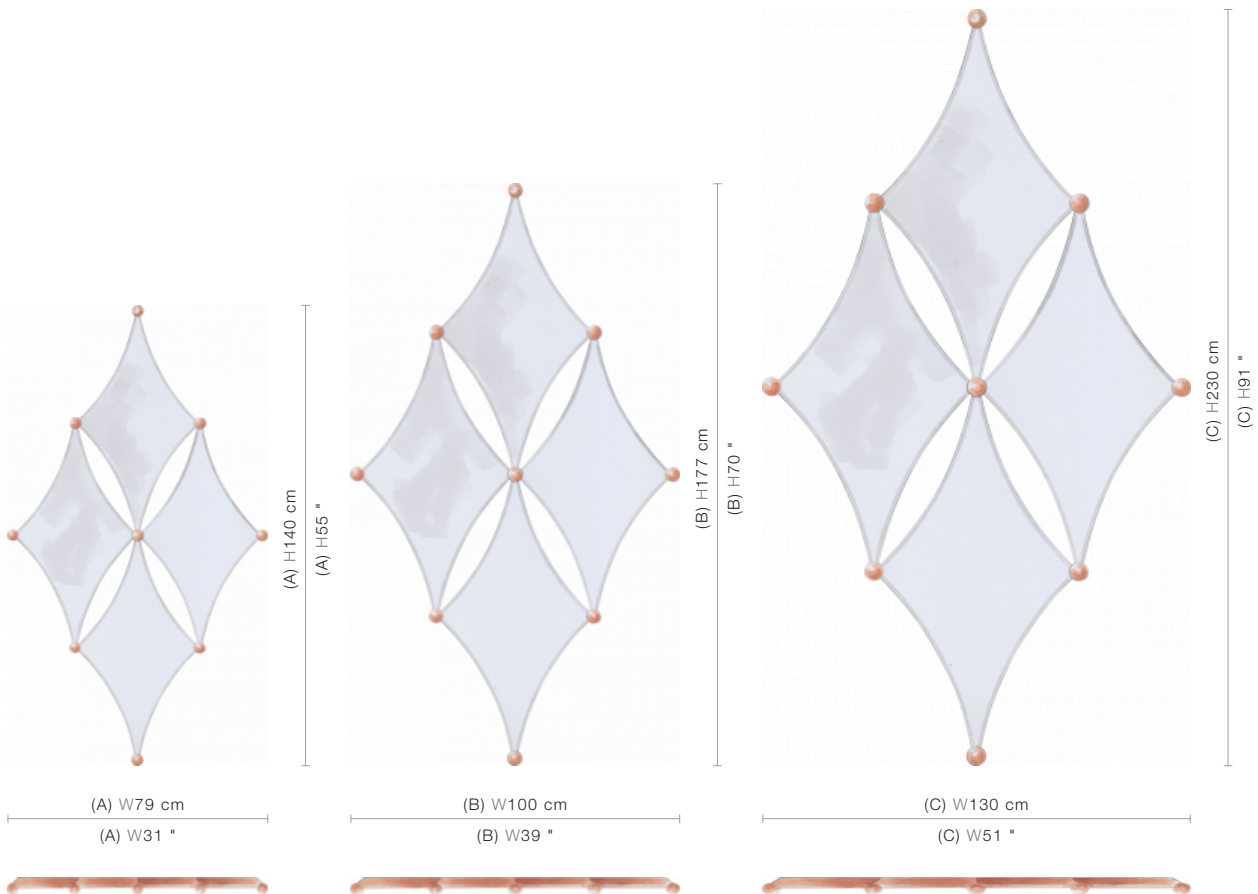 (A) H140 cm
(A) H55 "
(B) H177 cm
(B) H70 "
(C) H230 cm
(C) H91 "
(A) W79 cm
(A) W31 "
(B) W100 cm
(B) W39 "
(C) W130 cm
(C) W51 "